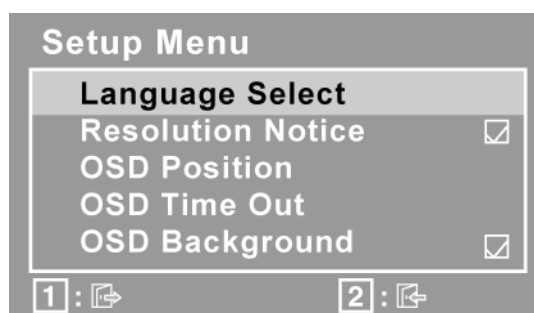 Setup Menu
Language Select
Resolution Notice
OSD Position
OSD Time Out
OSD Background
1 : 2 :